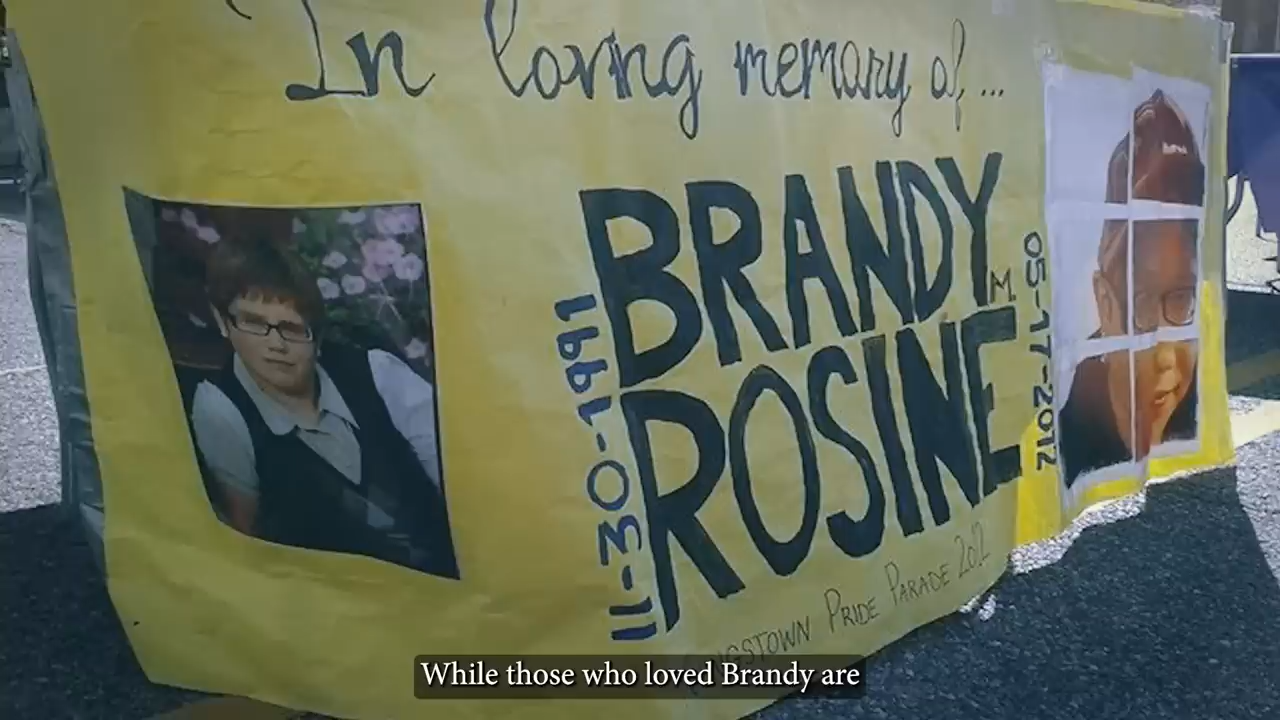 In loving memory of...
BRANDY M.
ROSINE
11-30-1991
05-17-2012
PRIDE PARADE 2012
While those who loved Brandy are